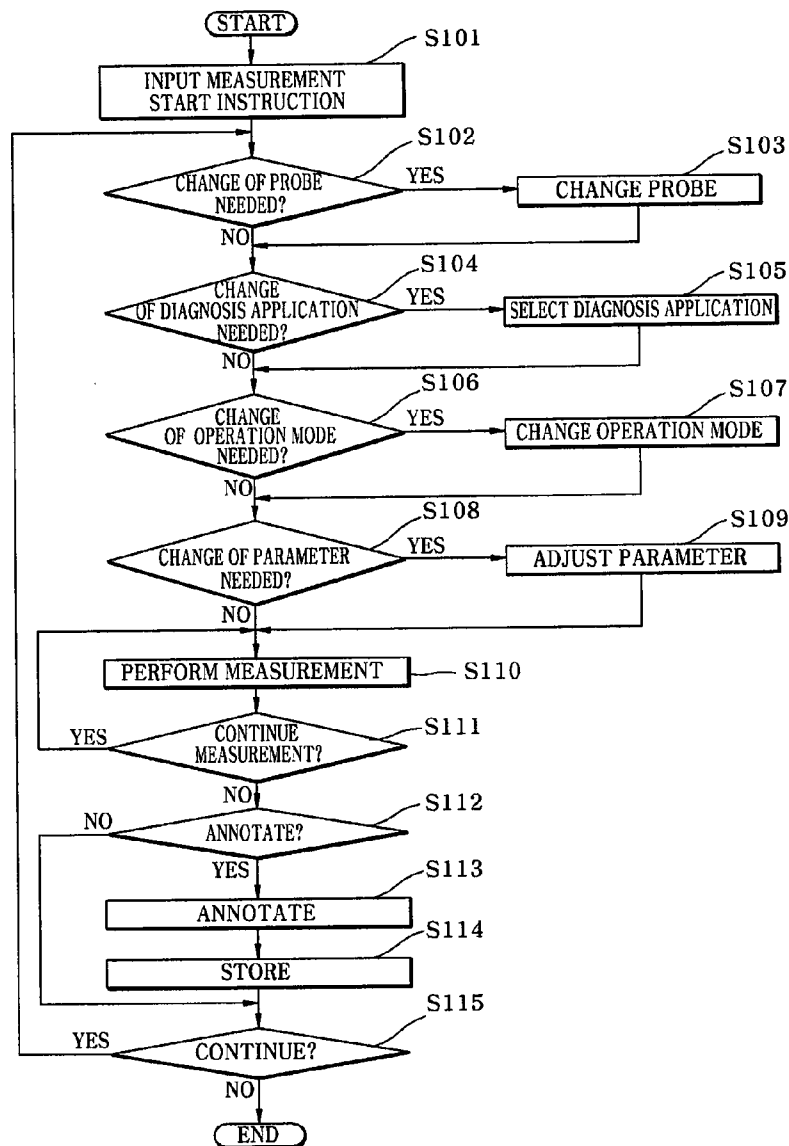 START
S101
INPUT MEASUREMENT
START INSTRUCTION
S102
CHANGE OF PROBE
NEEDED?
YES
S103
CHANGE PROBE
NO
S104
CHANGE
OF DIAGNOSIS APPLICATION
NEEDED?
YES
S105
SELECT DIAGNOSIS APPLICATION
NO
S106
CHANGE
OF OPERATION MODE
NEEDED?
YES
S107
CHANGE OPERATION MODE
NO
S108
CHANGE OF PARAMETER
NEEDED?
YES
S109
ADJUST PARAMETER
NO
PERFORM MEASUREMENT
S110
S111
YES
CONTINUE
MEASUREMENT?
NO
S112
NO
ANNOTATE?
YES
S113
ANNOTATE
S114
STORE
S115
YES
CONTINUE?
NO
END